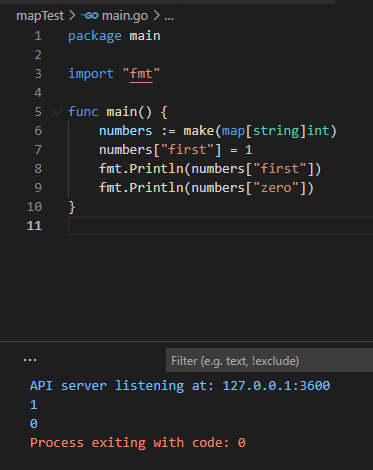 mapTest > main.go > ...
1 package main
2
3 import "fmt"
4
5 func main() {
6 numbers := make(map[string]int)
7 numbers["first"] = 1
8 fmt.Println(numbers["first"])
9 fmt.Println(numbers["zero"])
10 }
11
... Filter (e.g. text, !exclude)
API server listening at: 127.0.0.1:3600
1
0
Process exiting with code: 0